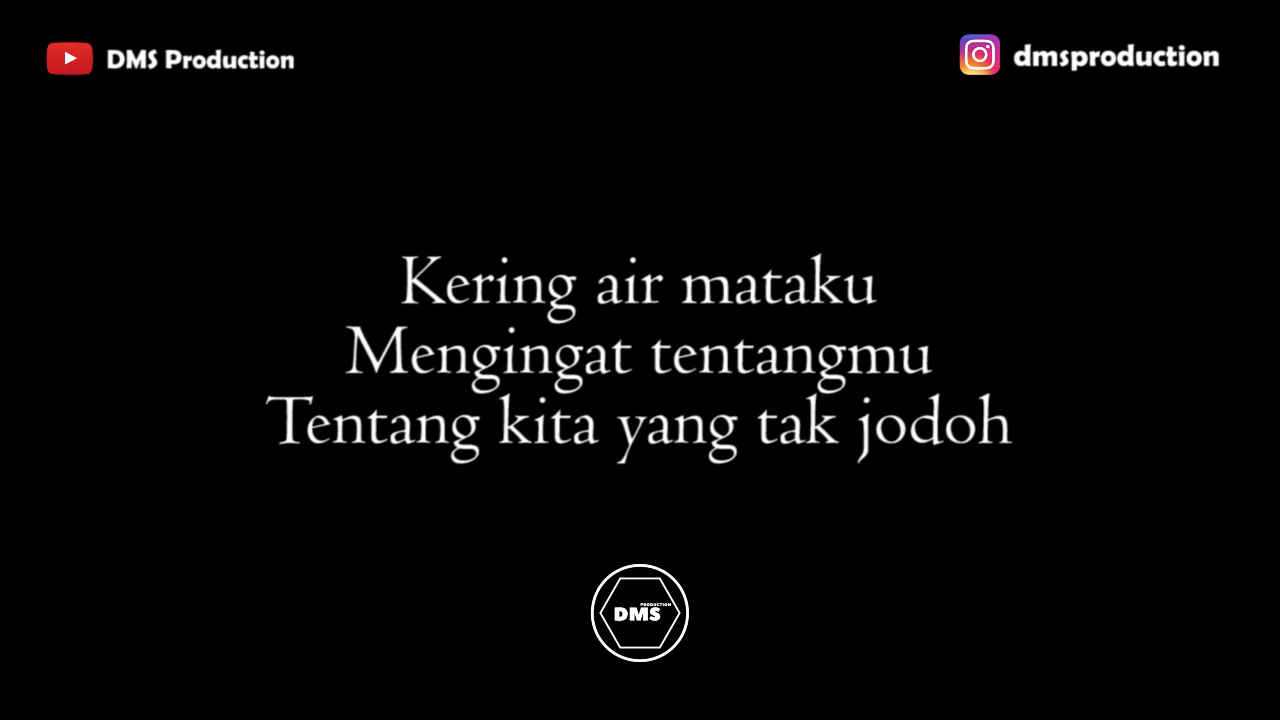 DMS Production
dmsproduction
Kering air mataku
Mengingat tentangmu
Tentang kita yang tak jodoh
PRODUCTION
DMS